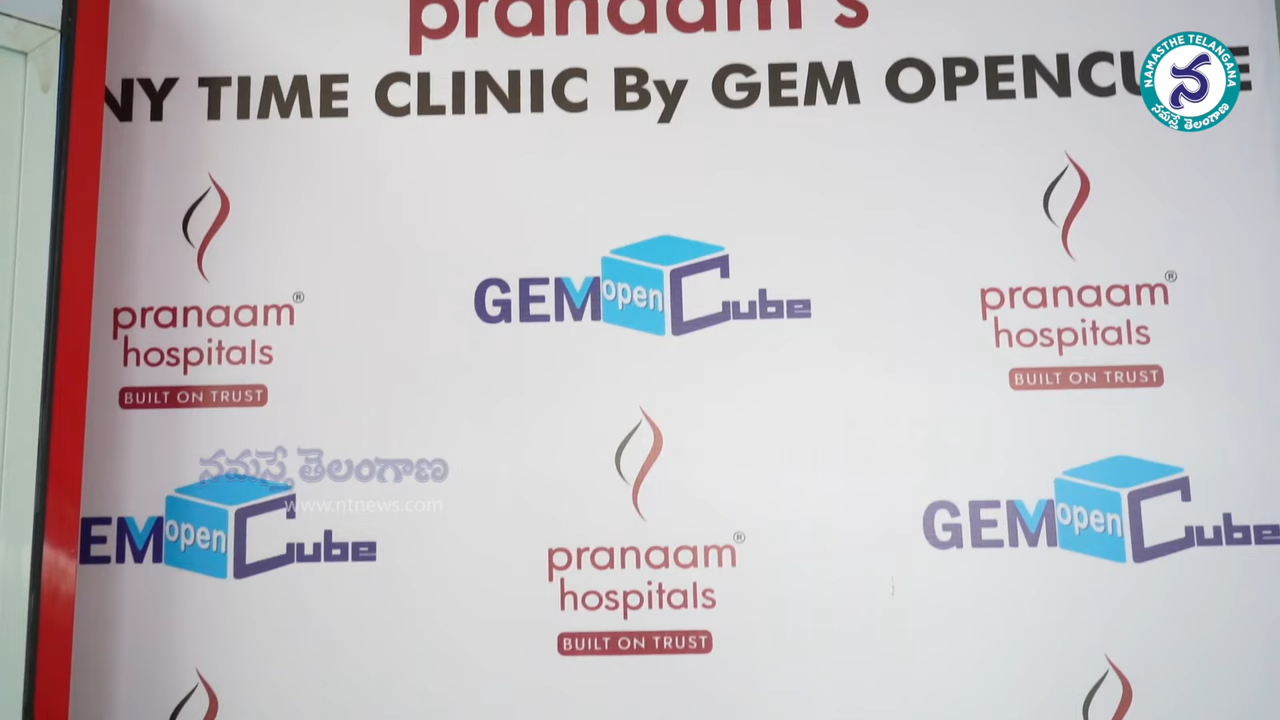 pranaam's
NY TIME CLINIC By GEM OPENCU E
NAMASTHE TELANGANA
న
నమస్తే తెలంగాణ
pranaam®
hospitals
BUILT ON TRUST
GEM open Cube
pranaam®
hospitals
BUILT ON TRUST
నమస్తే తెలంగాణ
www.ntnews.com
EM open Cube
pranaam®
hospitals
BUILT ON TRUST
GEM open Cube